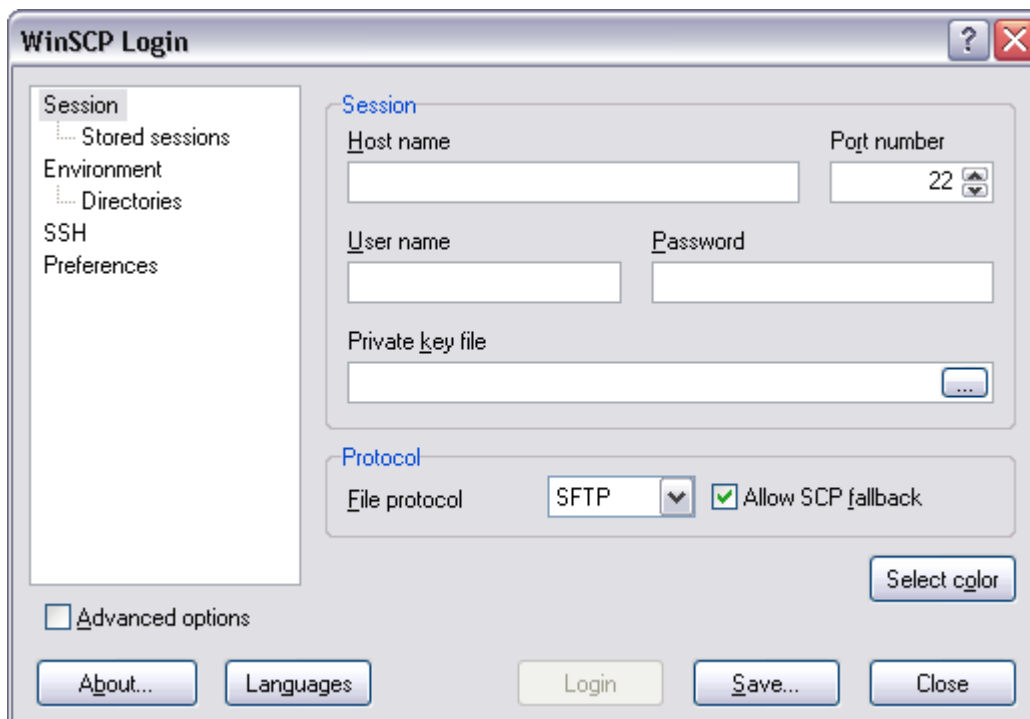 WinSCP Login
Session
Stored sessions
Environment
Directories
SSH
Preferences
Advanced options
Session
Host name
Port number
22
User name
Password
Private key file
...
Protocol
File protocol
SFTP
Allow SCP fallback
Select color
About...
Languages
Login
Save...
Close